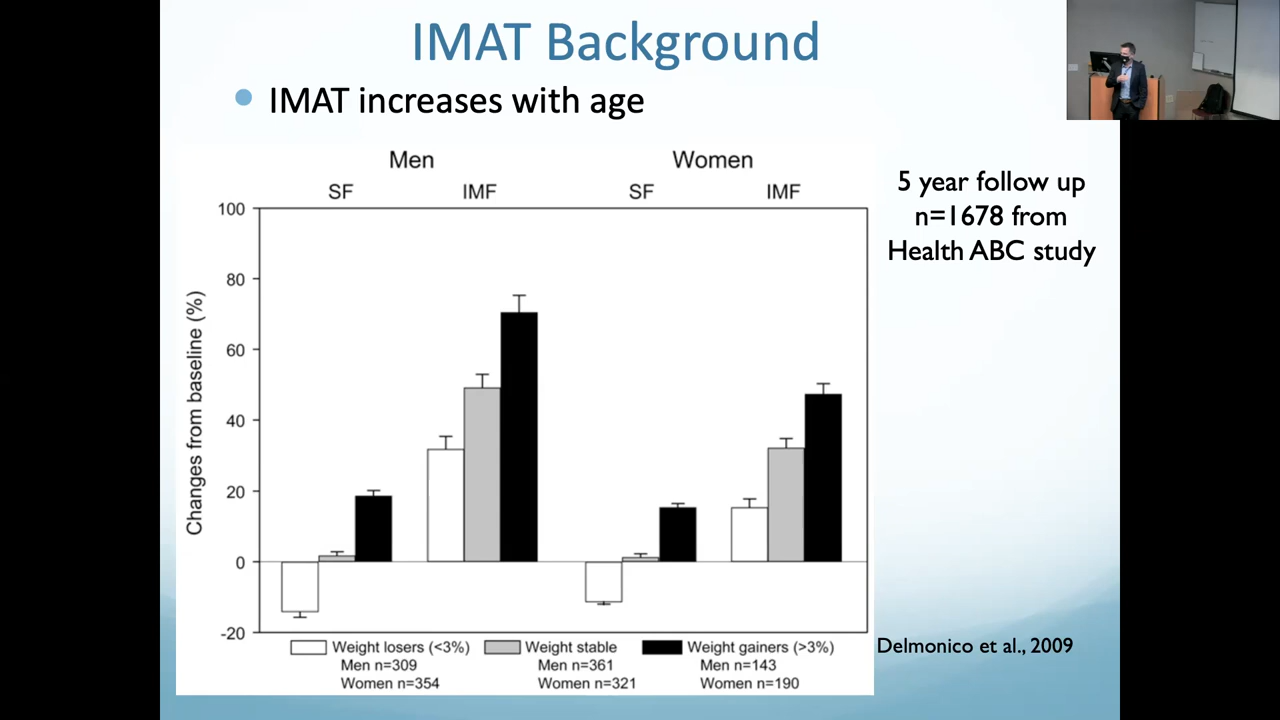 IMAT Background
IMAT increases with age
Men
Women
SF
IMF
SF
IMF
5 year follow up
n=1678 from
Health ABC study
Changes from baseline (%)
100
80
60
40
20
0
-20
Weight losers (<3%)
Men n=309
Women n=354
Weight stable
Men n=361
Women n=321
Weight gainers (>3%)
Men n=143
Women n=190
Delmonico et al., 2009